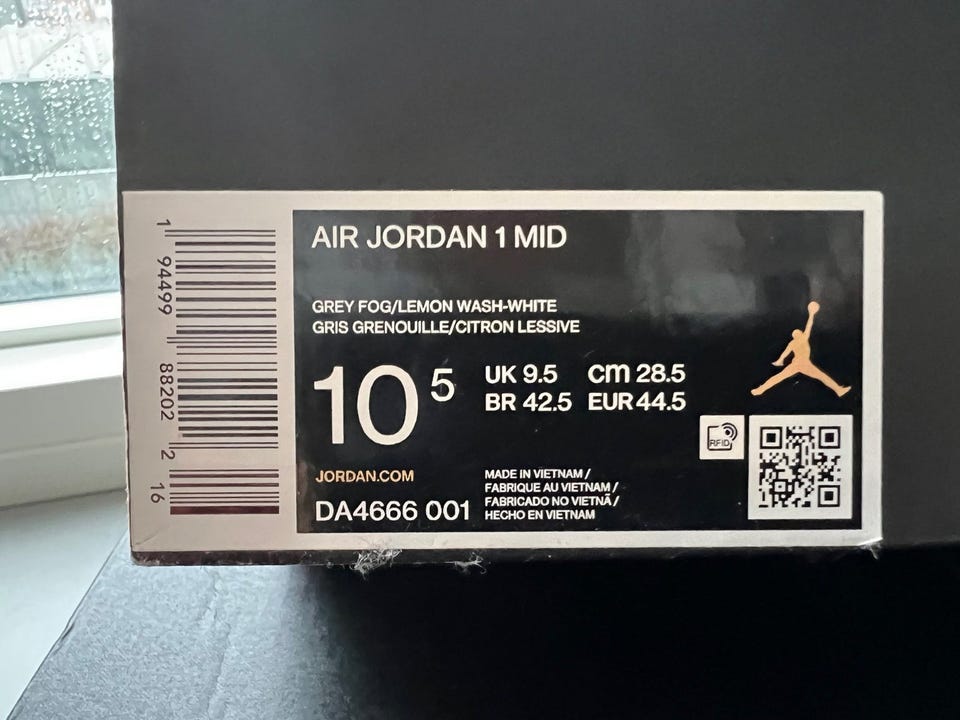 1 94499 88202 2 16
AIR JORDAN 1 MID
GREY FOG/LEMON WASH-WHITE
GRIS GRENOUILLE/CITRON LESSIVE
10 5
UK 9.5 cm 28.5
BR 42.5 EUR 44.5
RFID
JORDAN.COM
DA4666 001
MADE IN VIETNAM /
FABRIQUE AU VIETNAM /
FABRICADO NO VIETNÃ /
HECHO EN VIETNAM